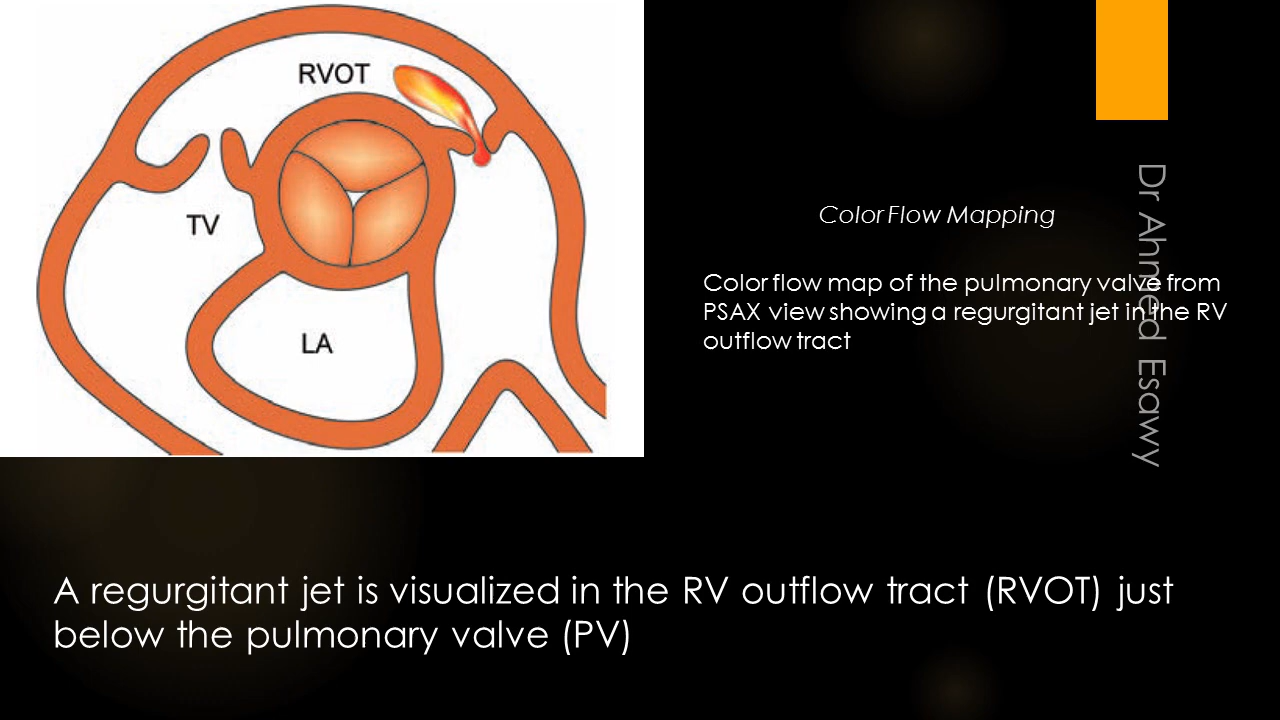 RVOT
TV
LA
Color Flow Mapping
Color flow map of the pulmonary valve from
PSAX view showing a regurgitant jet in the RV
outflow tract
Dr Ahmed Esawy
A regurgitant jet is visualized in the RV outflow tract (RVOT) just
below the pulmonary valve (PV)